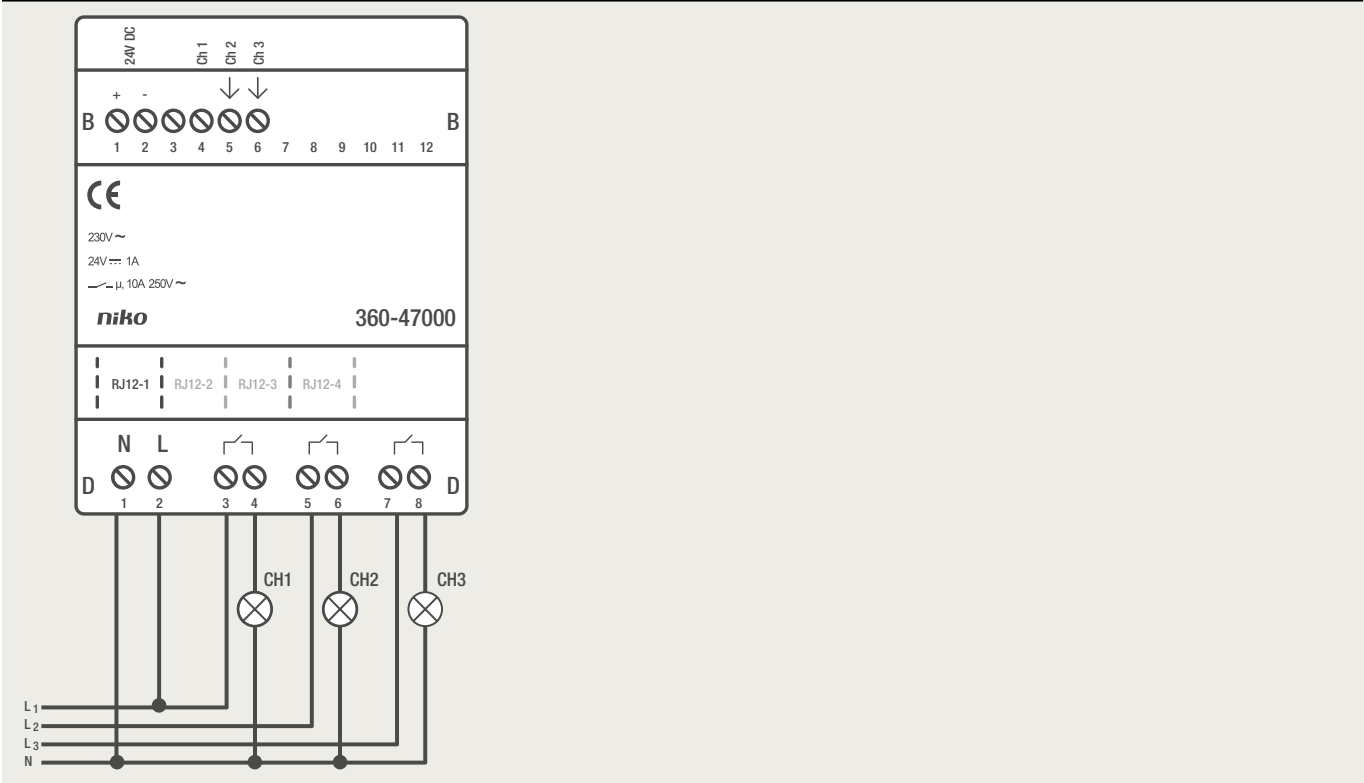 24V DC Ch 1 Ch 2 Ch 3
+ -
B B
1 2 3 4 5 6 7 8 9 10 11 12
CE
230V ~
24V 1A
µ, 10A 250V ~
niko 360-47000
RJ12-1 RJ12-2 RJ12-3 RJ12-4
N L
D D
1 2 3 4 5 6 7 8
CH1 CH2 CH3
L1
L2
L3
N